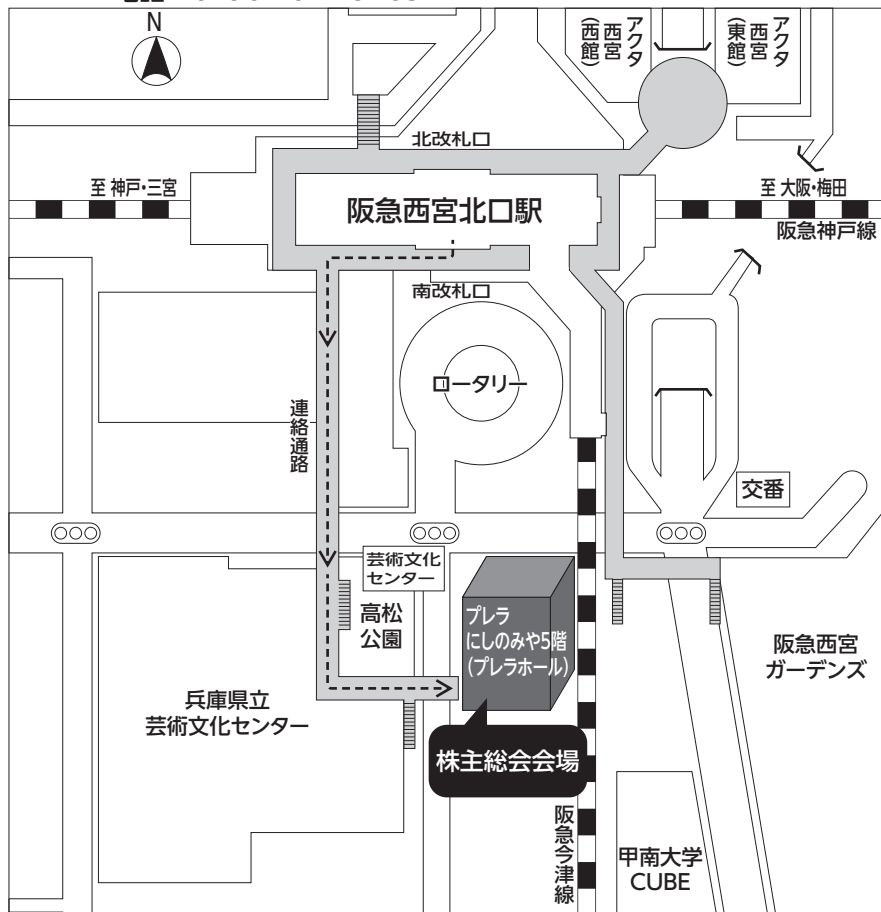 N
アクタ
西宮
(西館)
アクタ
西宮
(東館)
北改札口
至 神戸・三宮
阪急西宮北口駅
至 大阪・梅田
阪急神戸線
南改札口
ロータリー
連絡通路
交番
芸術文化
センター
高松
公園
プレラ
にしのみや5階
(プレラホール)
阪急西宮
ガーデンズ
兵庫県立
芸術文化センター
株主総会会場
阪急今津線
甲南大学
CUBE